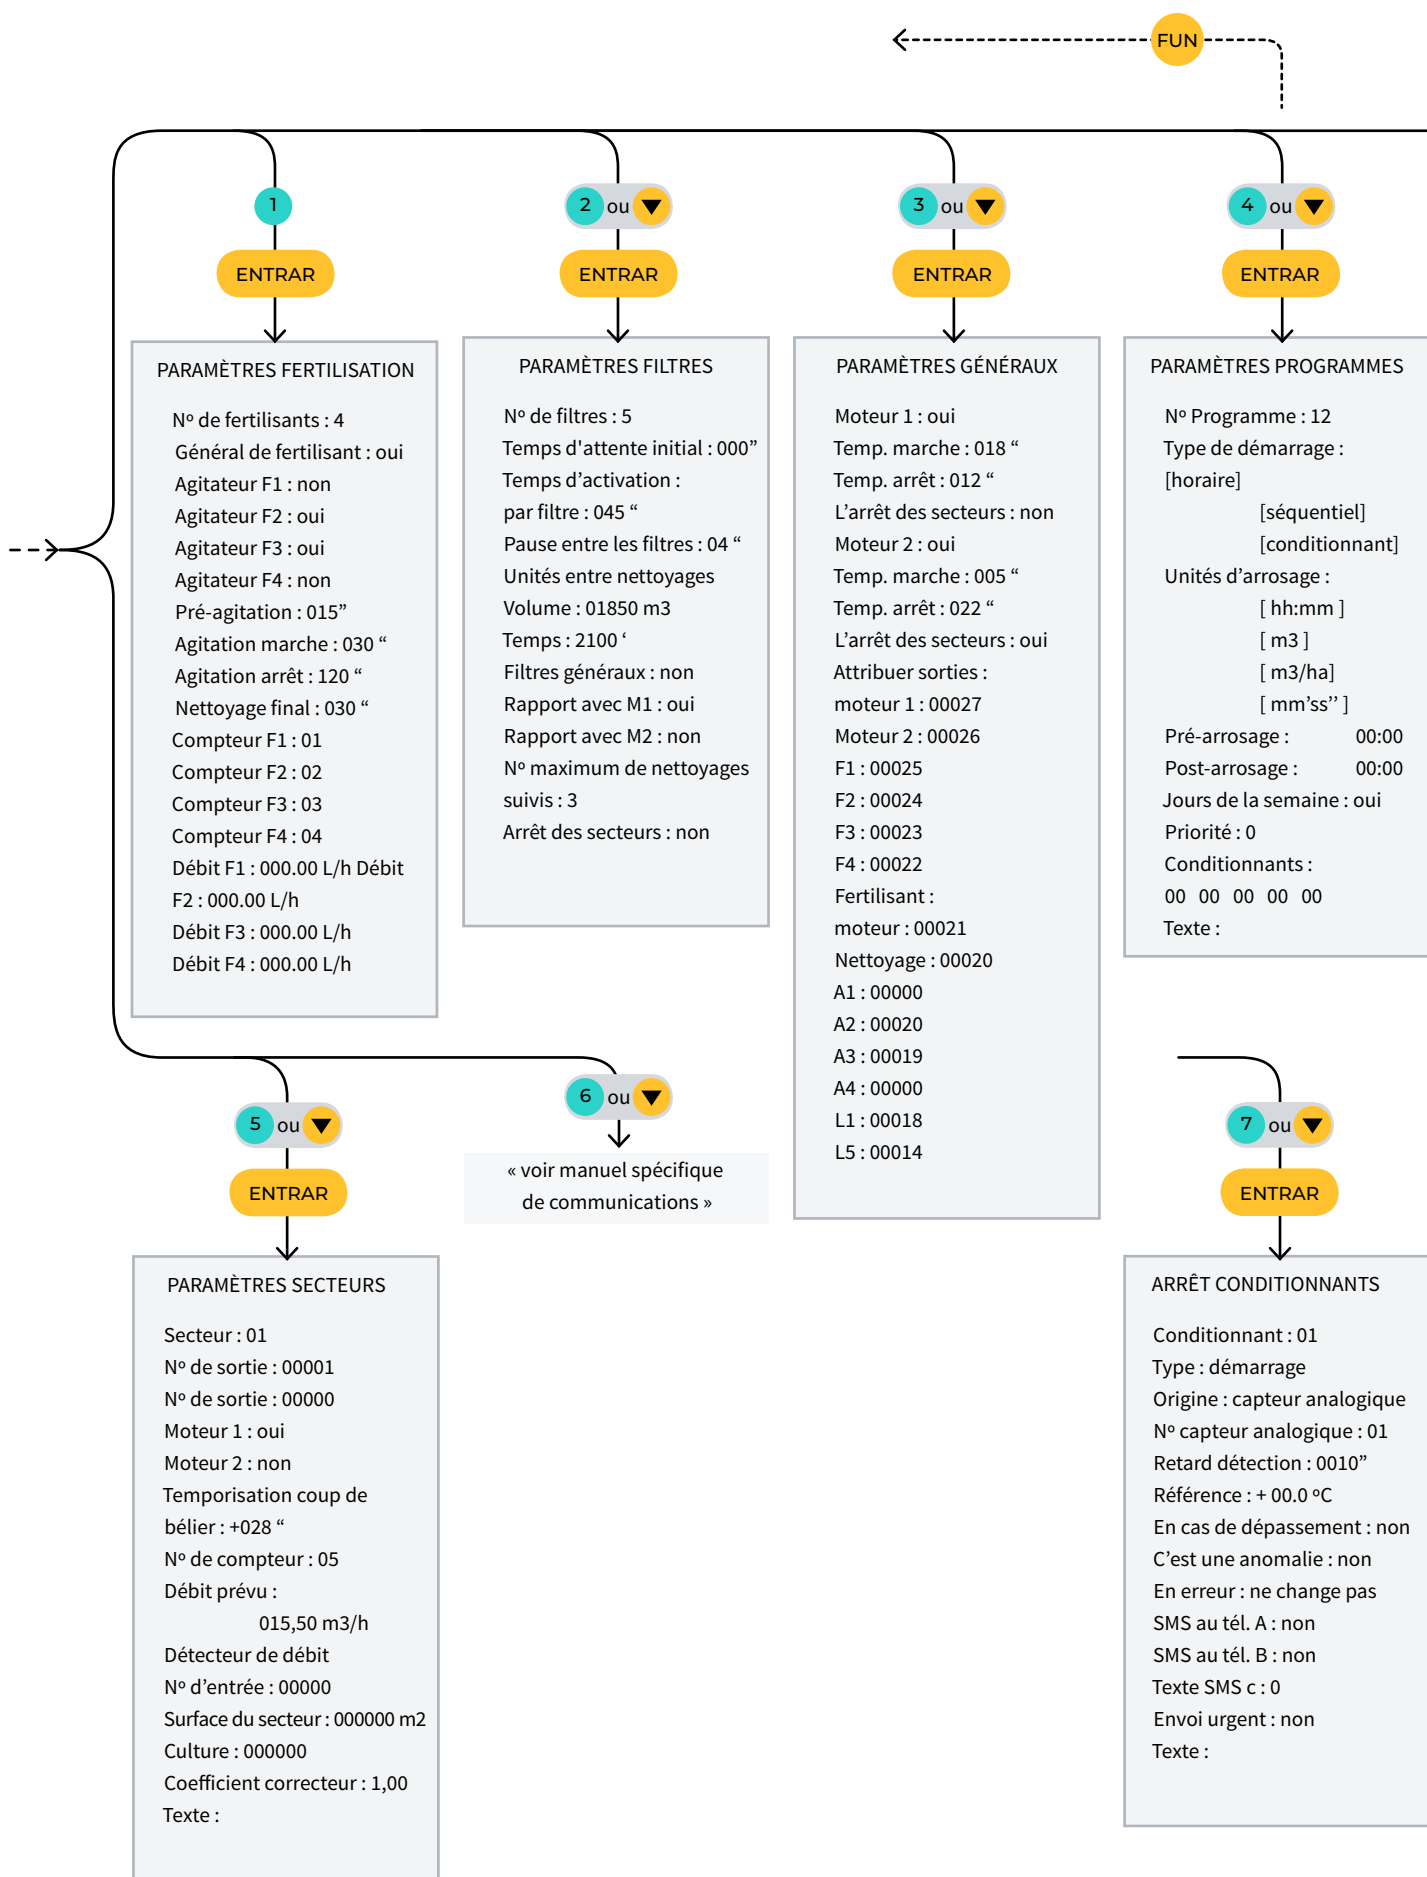 FUN
1
ENTRAR
PARAMÈTRES FERTILISATION
Nº de fertilisants : 4
Général de fertilisant : oui
Agitateur F1 : non
Agitateur F2 : oui
Agitateur F3 : oui
Agitateur F4 : non
Pré-agitation : 015”
Agitation marche : 030 “
Agitation arrêt : 120 “
Nettoyage final : 030 “
Compteur F1 : 01
Compteur F2 : 02
Compteur F3 : 03
Compteur F4 : 04
Débit F1 : 000.00 L/h Débit
F2 : 000.00 L/h
Débit F3 : 000.00 L/h
Débit F4 : 000.00 L/h
2 ou
ENTRAR
PARAMÈTRES FILTRES
Nº de filtres : 5
Temps d'attente initial : 000”
Temps d’activation :
par filtre : 045 “
Pause entre les filtres : 04 “
Unités entre nettoyages
Volume : 01850 m3
Temps : 2100 ‘
Filtres généraux : non
Rapport avec M1 : oui
Rapport avec M2 : non
Nº maximum de nettoyages
suivis : 3
Arrêt des secteurs : non
3 ou
ENTRAR
PARAMÈTRES GÉNÉRAUX
Moteur 1 : oui
Temp. marche : 018 “
Temp. arrêt : 012 “
L’arrêt des secteurs : non
Moteur 2 : oui
Temp. marche : 005 “
Temp. arrêt : 022 “
L’arrêt des secteurs : oui
Attribuer sorties :
moteur 1 : 00027
Moteur 2 : 00026
F1 : 00025
F2 : 00024
F3 : 00023
F4 : 00022
Fertilisant :
moteur : 00021
Nettoyage : 00020
A1 : 00000
A2 : 00020
A3 : 00019
A4 : 00000
L1 : 00018
L5 : 00014
4 ou
ENTRAR
PARAMÈTRES PROGRAMMES
Nº Programme : 12
Type de démarrage :
[horaire]
[séquentiel]
[conditionnant]
Unités d’arrosage :
[ hh:mm ]
[ m3 ]
[ m3/ha]
[ mm’ss’’ ]
Pré-arrosage : 00:00
Post-arrosage : 00:00
Jours de la semaine : oui
Priorité : 0
Conditionnants :
00 00 00 00 00
Texte :
5 ou
ENTRAR
PARAMÈTRES SECTEURS
Secteur : 01
Nº de sortie : 00001
Nº de sortie : 00000
Moteur 1 : oui
Moteur 2 : non
Temporisation coup de
bélier : +028 “
Nº de compteur : 05
Débit prévu :
015,50 m3/h
Détecteur de débit
Nº d’entrée : 00000
Surface du secteur : 000000 m2
Culture : 000000
Coefficient correcteur : 1,00
Texte :
6 ou
« voir manuel spécifique
de communications »
7 ou
ENTRAR
ARRÊT CONDITIONNANTS
Conditionnant : 01
Type : démarrage
Origine : capteur analogique
Nº capteur analogique : 01
Retard détection : 0010”
Référence : + 00.0 ºC
En cas de dépassement : non
C’est une anomalie : non
En erreur : ne change pas
SMS au tél. A : non
SMS au tél. B : non
Texte SMS c : 0
Envoi urgent : non
Texte :